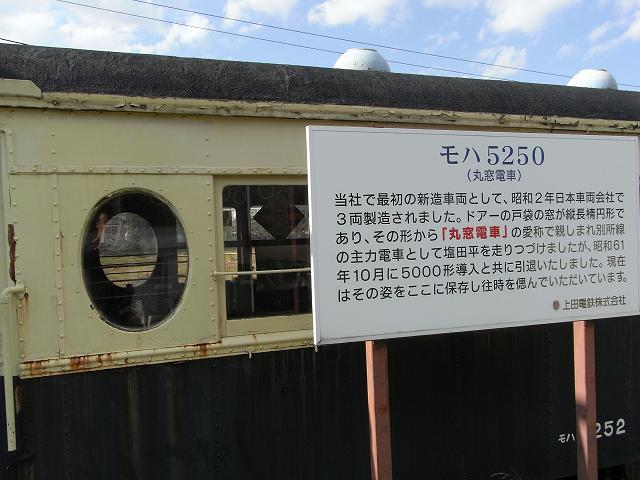 モハ5250
(丸窓電車)
当社で最初の新造車両として、昭和2年日本車両会社で
3両製造されました。ドアーの戸袋の窓が縦長楕円形で
あり、その形から「丸窓電車」の愛称で親しまれ別所線
の主力電車として塩田平を走りつづけましたが、昭和61
年10月に5000形導入と共に引退いたしました。現在
はその姿をここに保存し往時を偲んでいただいています。
上田電鉄株式会社
モハ 252